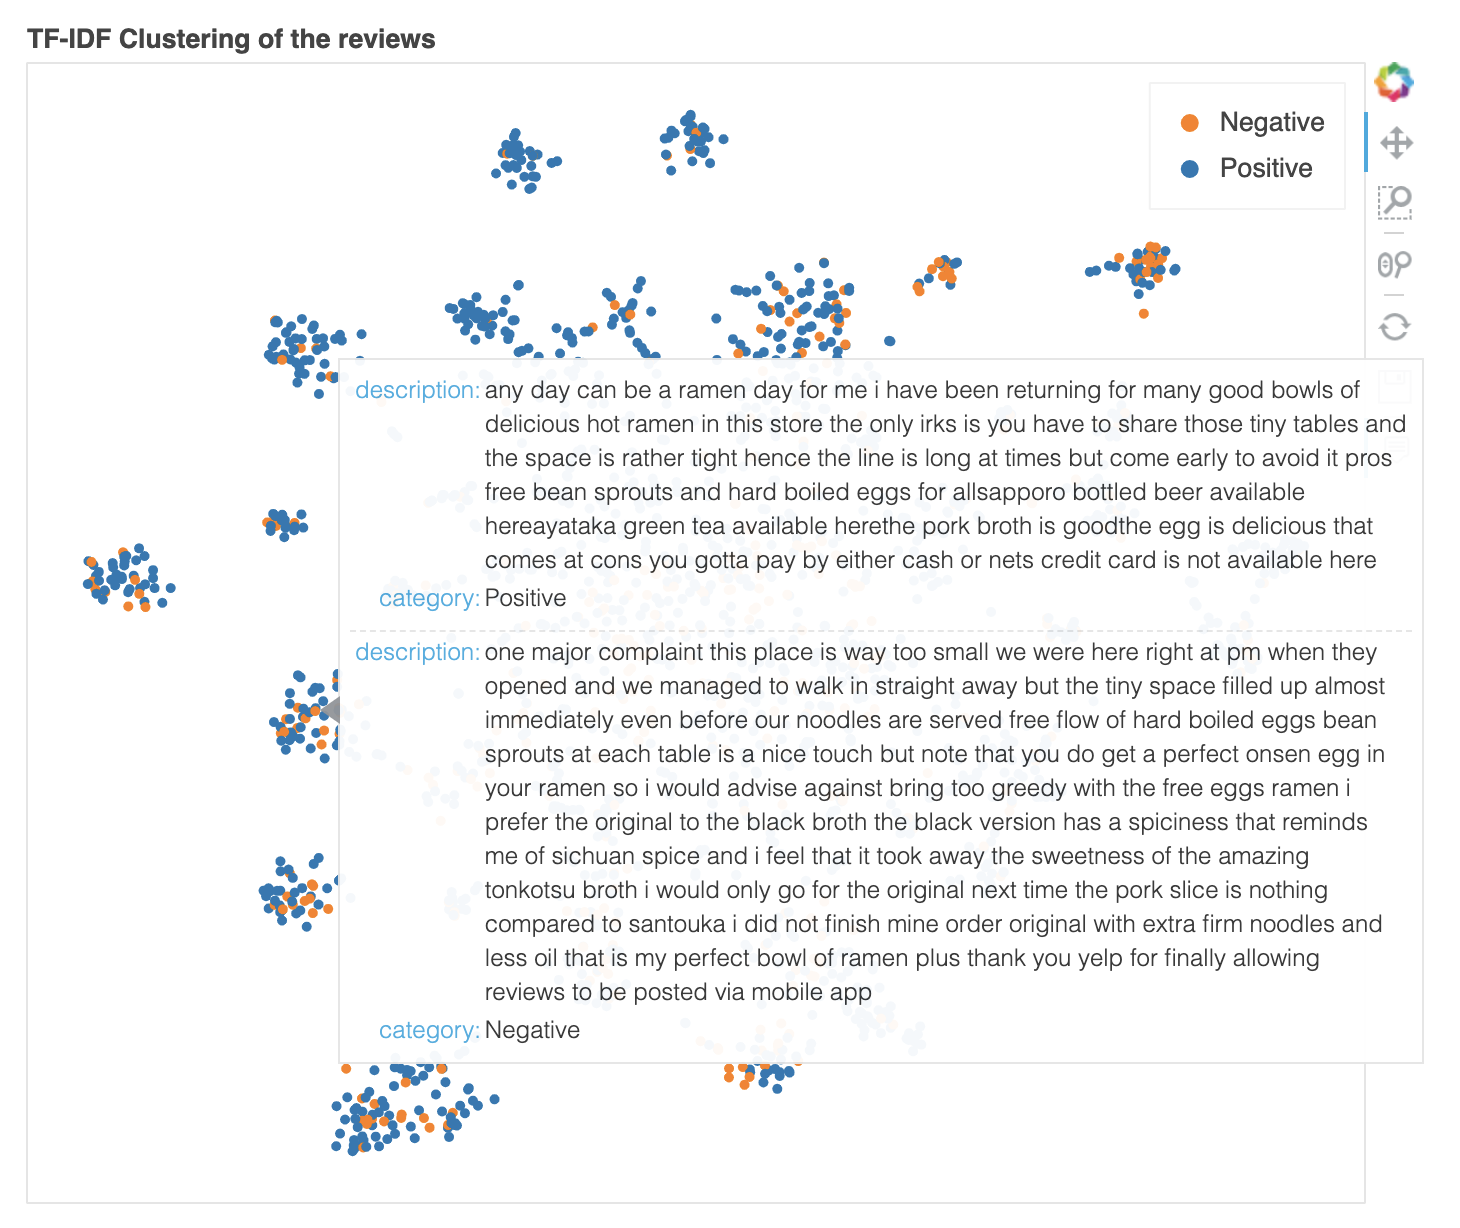 TF-IDF Clustering of the reviews
Negative
Positive
description: any day can be a ramen day for me i have been returning for many good bowls of
delicious hot ramen in this store the only irks is you have to share those tiny tables and
the space is rather tight hence the line is long at times but come early to avoid it pros
free bean sprouts and hard boiled eggs for allsapporo bottled beer available
hereayataka green tea available herethe pork broth is goodthe egg is delicious that
comes at cons you gotta pay by either cash or nets credit card is not available here
category: Positive
description: one major complaint this place is way too small we were here right at pm when they
opened and we managed to walk in straight away but the tiny space filled up almost
immediately even before our noodles are served free flow of hard boiled eggs bean
sprouts at each table is a nice touch but note that you do get a perfect onsen egg in
your ramen so i would advise against bring too greedy with the free eggs ramen i
prefer the original to the black broth the black version has a spiciness that reminds
me of sichuan spice and i feel that it took away the sweetness of the amazing
tonkotsu broth i would only go for the original next time the pork slice is nothing
compared to santouka i did not finish mine order original with extra firm noodles and
less oil that is my perfect bowl of ramen plus thank you yelp for finally allowing
reviews to be posted via mobile app
category: Negative